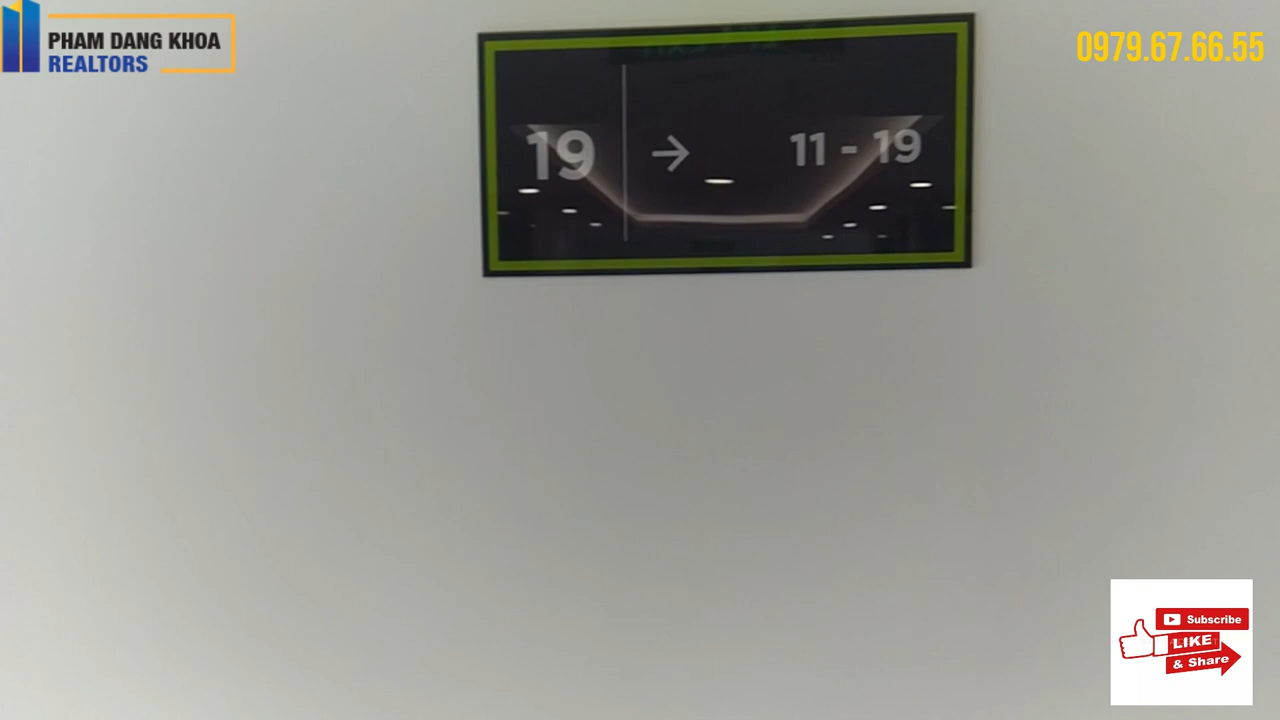 PHAM DANG KHOA
REALTORS
0979.67.66.55
19 → 11 - 19
Subscribe
LIKE
& Share